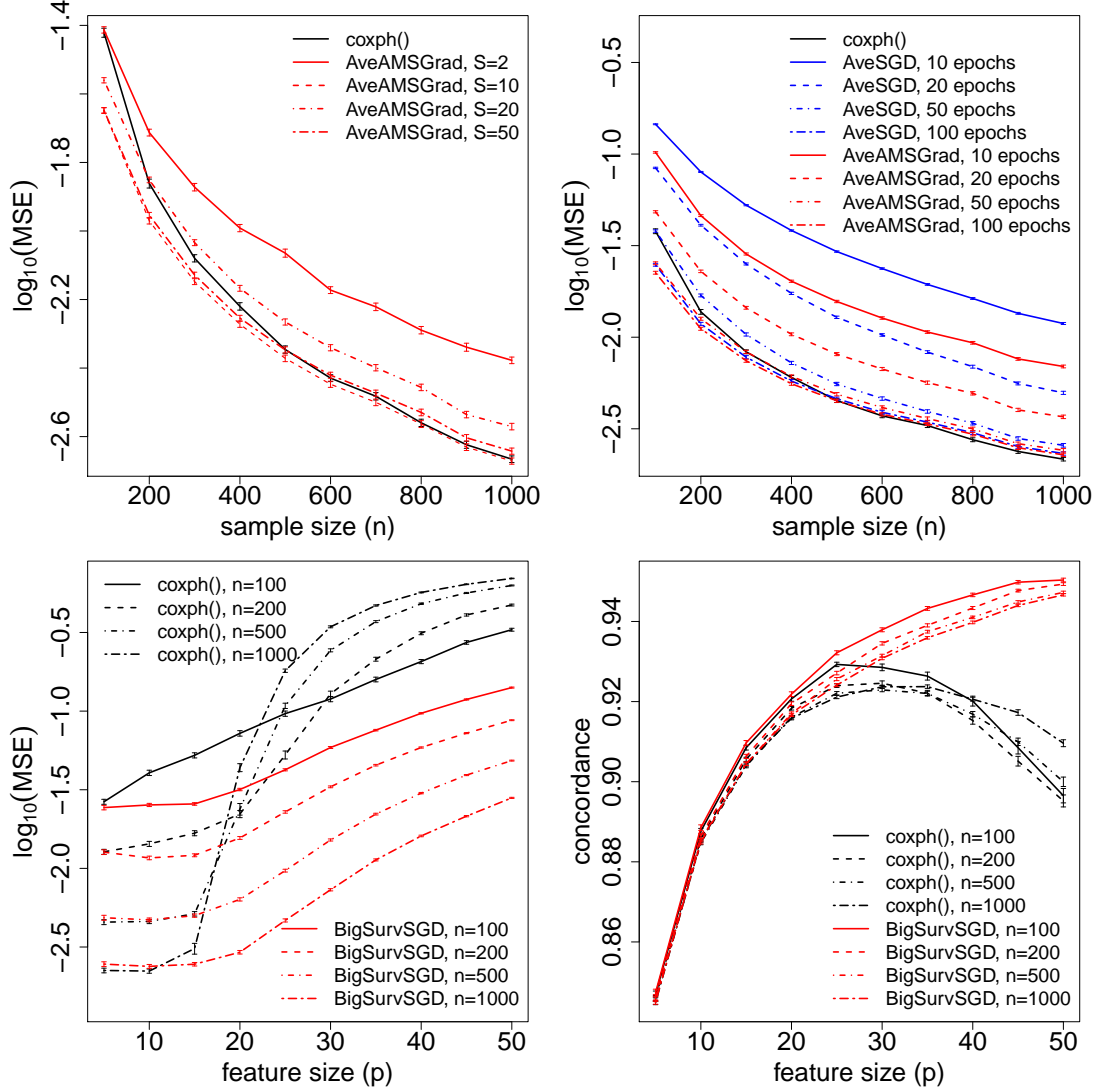 coxph()
AveAMSGrad, S=2
AveAMSGrad, S=10
AveAMSGrad, S=20
AveAMSGrad, S=50
log10(MSE)
−1.4
−1.8
−2.2
−2.6
200 400 600 800 1000
sample size (n)
coxph()
AveSGD, 10 epochs
AveSGD, 20 epochs
AveSGD, 50 epochs
AveSGD, 100 epochs
AveAMSGrad, 10 epochs
AveAMSGrad, 20 epochs
AveAMSGrad, 50 epochs
AveAMSGrad, 100 epochs
log10(MSE)
−0.5
−1.0
−1.5
−2.0
−2.5
200 400 600 800 1000
sample size (n)
coxph(), n=100
coxph(), n=200
coxph(), n=500
coxph(), n=1000
log10(MSE)
−0.5
−1.0
−1.5
−2.0
−2.5
BigSurvSGD, n=100
BigSurvSGD, n=200
BigSurvSGD, n=500
BigSurvSGD, n=1000
10 20 30 40 50
feature size (p)
concordance
0.94
0.92
0.90
0.88
0.86
coxph(), n=100
coxph(), n=200
coxph(), n=500
coxph(), n=1000
BigSurvSGD, n=100
BigSurvSGD, n=200
BigSurvSGD, n=500
BigSurvSGD, n=1000
10 20 30 40 50
feature size (p)